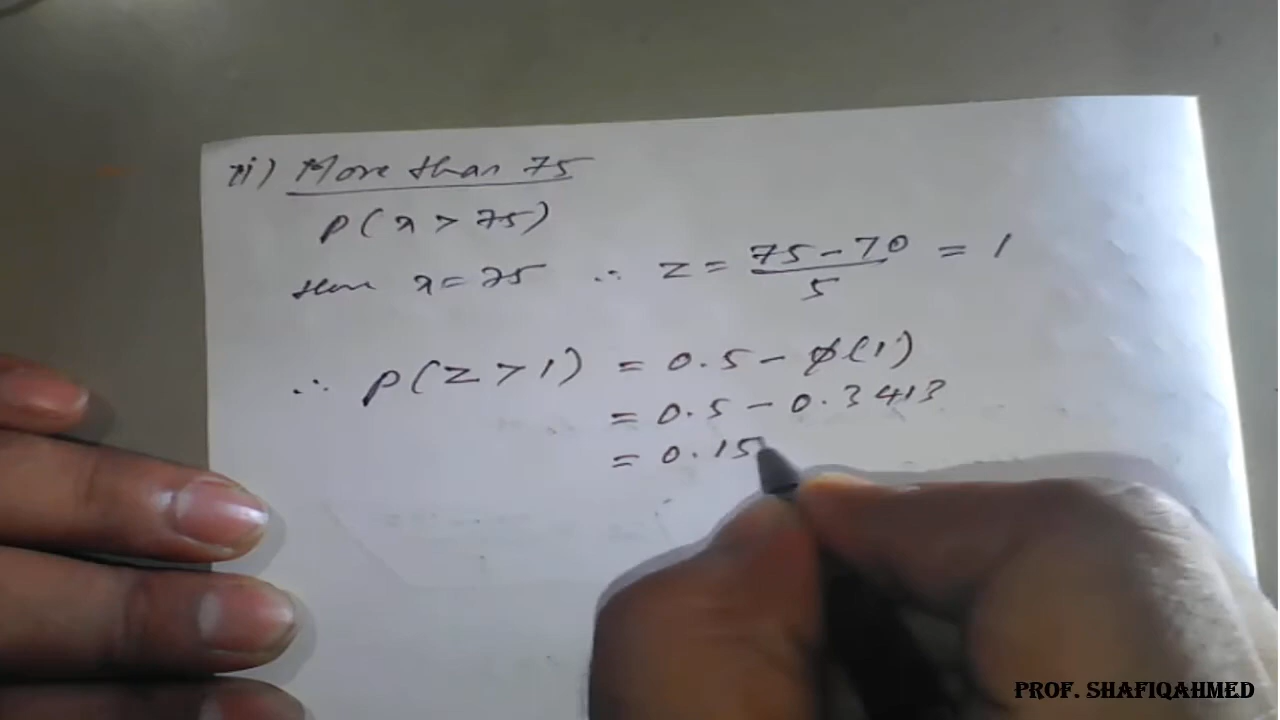 ii) More than 75
P(x > 75)
then x = 75 ∴ z = (75 - 70)/5 = 1
∴ P(z > 1) = 0.5 - φ(1)
= 0.5 - 0.3413
= 0.15
PROF. SHAFIQAHMED